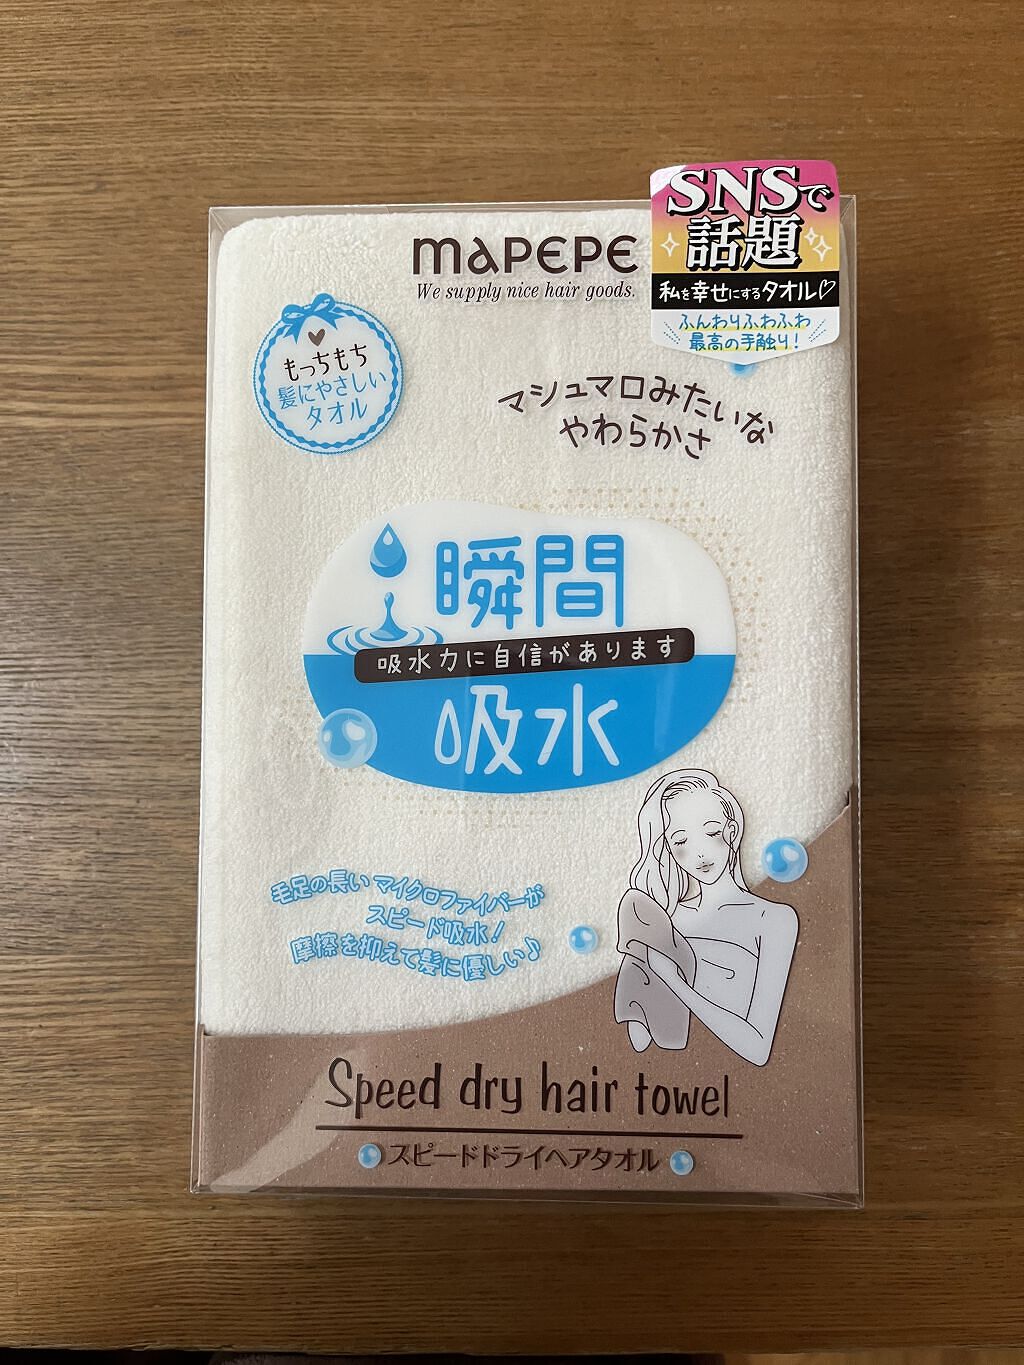 mAPEPE
We supply nice hair goods.
SNSで
話題
私を幸せにするタオル♡
ふんわりふわふわ
最高の手触り!
もっちもち
髪にやさしい
タオル
マシュマロみたいな
やわらかさ
瞬間
吸水力に自信があります
吸水
毛足の長いマイクロファイバーが
スピード吸水!
摩擦を抑えて髪に優しい♪
Speed dry hair towel
スピードドライヘアタオル